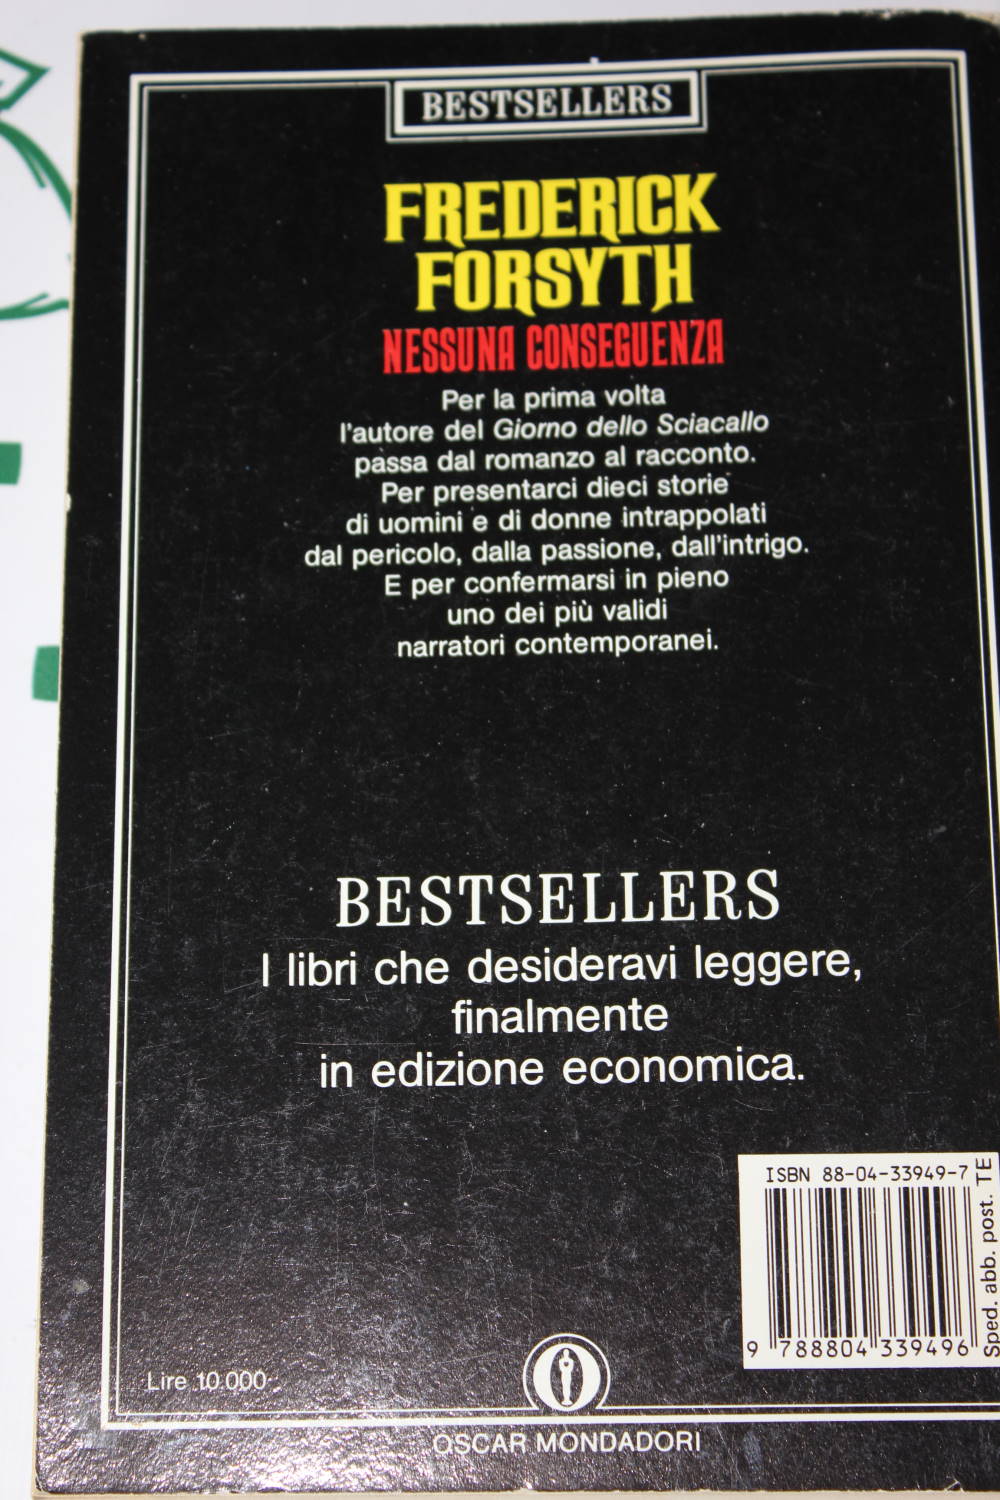 BESTSELLERS
FREDERICK
FORSYTH
NESSUNA CONSEGUENZA
Per la prima volta
l'autore del Giorno dello Sciacallo
passa dal romanzo al racconto.
Per presentarci dieci storie
di uomini e di donne intrappolati
dal pericolo, dalla passione, dall'intrigo.
E per confermarsi in pieno
uno dei più validi
narratori contemporanei.
BESTSELLERS
I libri che desideravi leggere,
finalmente
in edizione economica.
ISBN 88-04-33949-7
9 788804 339496
Sped. abb. post. TE
Lire 10.000
OSCAR MONDADORI